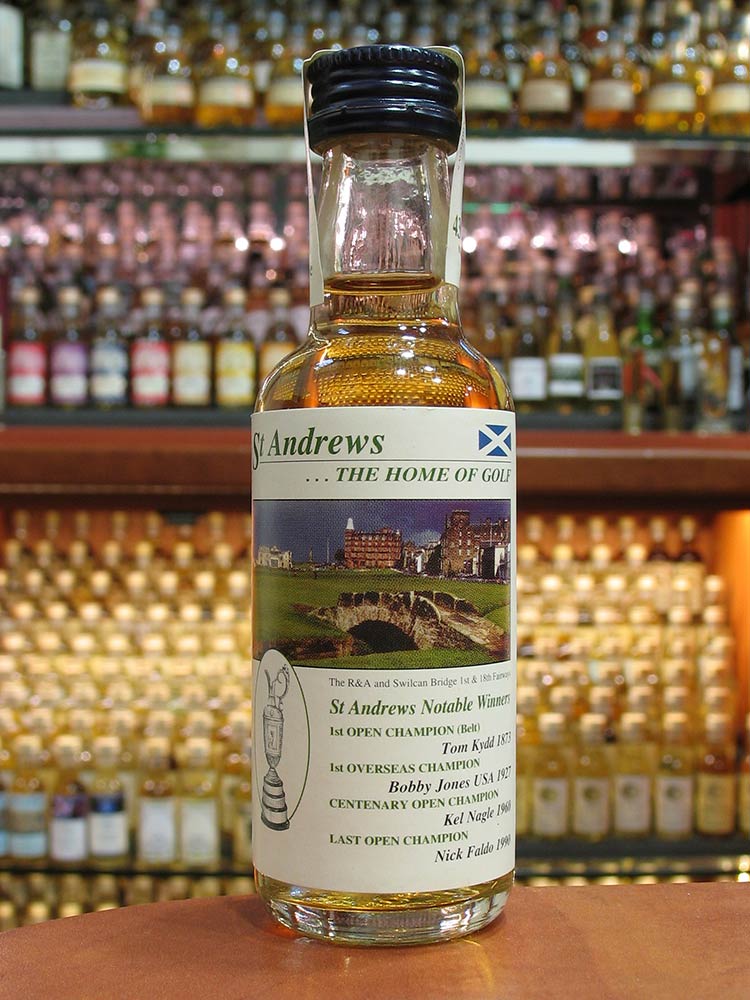 St Andrews
. . . THE HOME OF GOLF
The R&A and Swilcan Bridge 1st & 18th Fairways
St Andrews Notable Winners
1st OPEN CHAMPION (Belt)
Tom Kydd 1873
1st OVERSEAS CHAMPION
Bobby Jones USA 1927
CENTENARY OPEN CHAMPION
Kel Nagle 1960
LAST OPEN CHAMPION
Nick Faldo 1990